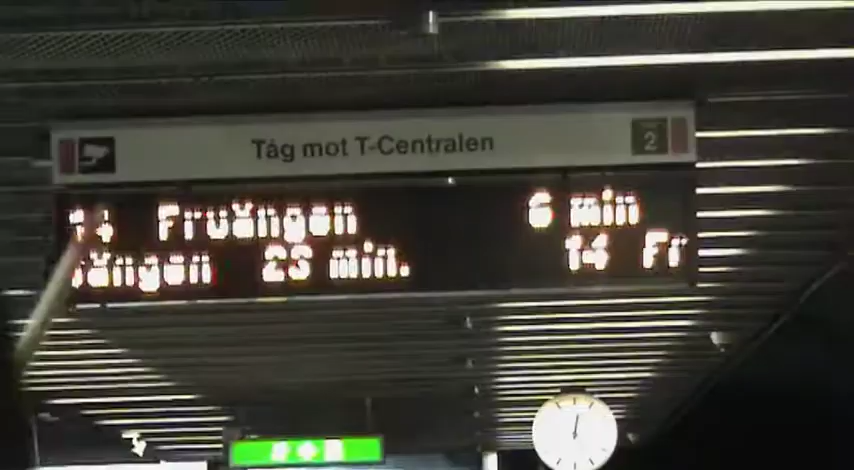 Tåg mot T-Centralen 2
14 Fruängen 6 min
ängen 23 min. 14 Fr